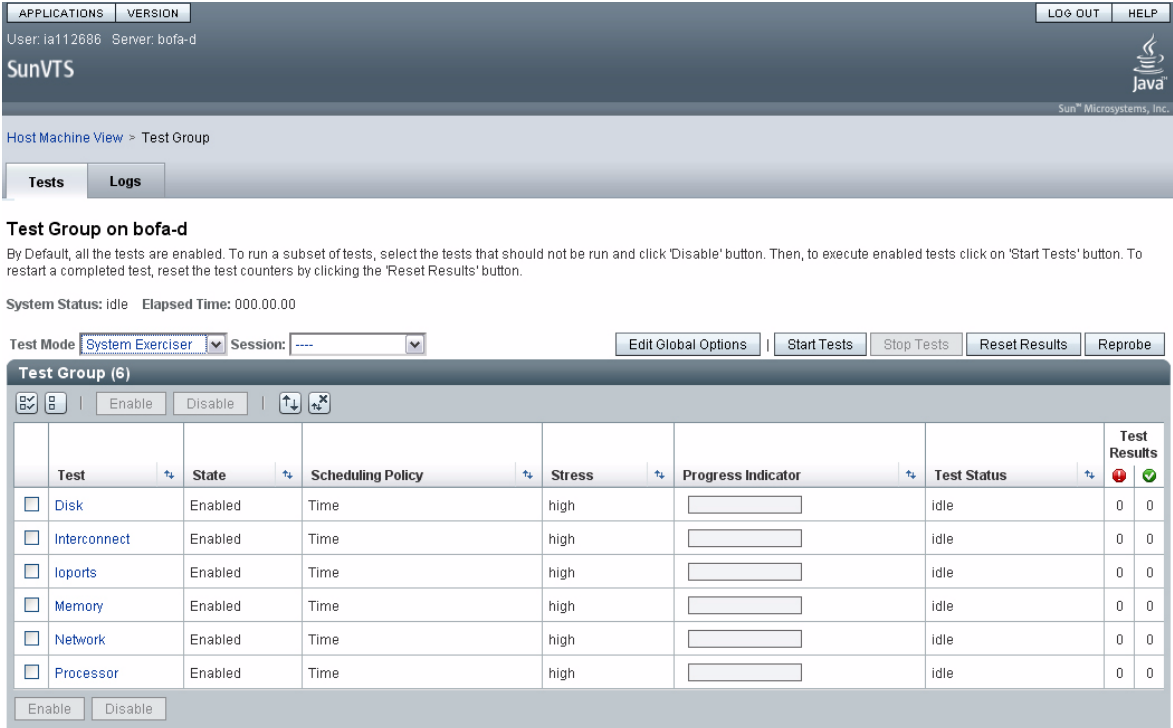 APPLICATIONS VERSION LOG OUT HELP
User: ia112686 Server: bofa-d
SunVTS
Java™
Sun™ Microsystems, Inc.
Host Machine View > Test Group
Tests Logs
Test Group on bofa-d
By Default, all the tests are enabled. To run a subset of tests, select the tests that should not be run and click 'Disable' button. Then, to execute enabled tests click on 'Start Tests' button. To
restart a completed test, reset the test counters by clicking the 'Reset Results' button.
System Status: idle Elapsed Time: 000.00.00
Test Mode System Exerciser Session: ---- Edit Global Options | Start Tests Stop Tests Reset Results Reprobe
Test Group (6)
| Enable Disable |
Test Results
Test State Scheduling Policy Stress Progress Indicator Test Status
Disk Enabled Time high idle 0 0
Interconnect Enabled Time high idle 0 0
Ioports Enabled Time high idle 0 0
Memory Enabled Time high idle 0 0
Network Enabled Time high idle 0 0
Processor Enabled Time high idle 0 0
Enable Disable